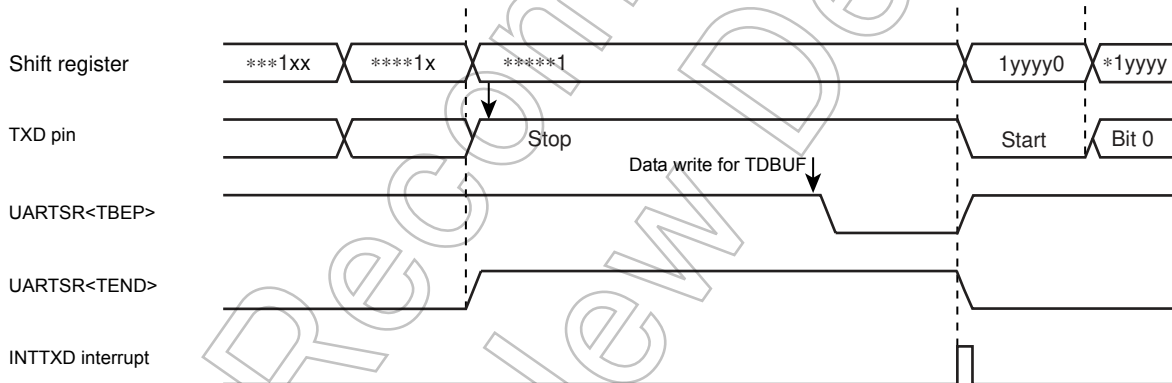 Shift register ***1xx ****1x *****1 1yyyy0 *1yyyy
TXD pin Stop Start Bit 0
Data write for TDBUF
UARTSR<TBEP>
UARTSR<TEND>
INTTXD interrupt